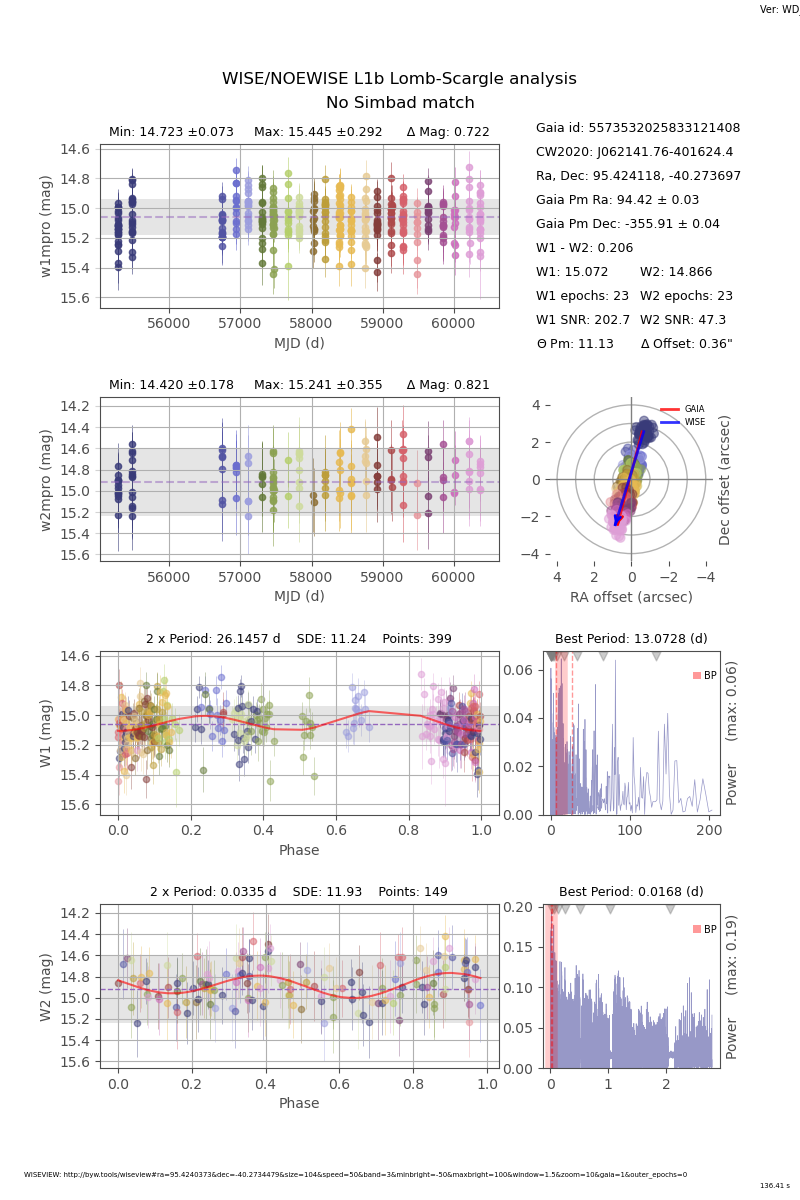 Ver: WD_
WISE/NOEWISE L1b Lomb-Scargle analysis
No Simbad match
Min: 14.723 ±0.073 Max: 15.445 ±0.292 Δ Mag: 0.722
14.6
14.8
15.0
15.2
15.4
15.6
w1mpro (mag)
56000 57000 58000 59000 60000
MJD (d)
Gaia id: 5573532025833121408
CW2020: J062141.76-401624.4
Ra, Dec: 95.424118, -40.273697
Gaia Pm Ra: 94.42 ± 0.03
Gaia Pm Dec: -355.91 ± 0.04
W1 - W2: 0.206
W1: 15.072 W2: 14.866
W1 epochs: 23 W2 epochs: 23
W1 SNR: 202.7 W2 SNR: 47.3
Θ Pm: 11.13 Δ Offset: 0.36"
Min: 14.420 ±0.178 Max: 15.241 ±0.355 Δ Mag: 0.821
14.2
14.4
14.6
14.8
15.0
15.2
15.4
15.6
w2mpro (mag)
56000 57000 58000 59000 60000
MJD (d)
GAIA
WISE
4
2
0
−2
−4
Dec offset (arcsec)
4 2 0 −2 −4
RA offset (arcsec)
2 x Period: 26.1457 d SDE: 11.24 Points: 399
14.6
14.8
15.0
15.2
15.4
15.6
W1 (mag)
0.0 0.2 0.4 0.6 0.8 1.0
Phase
Best Period: 13.0728 (d)
BP
0.06
0.04
0.02
0.00
Power (max: 0.06)
0 100 200
2 x Period: 0.0335 d SDE: 11.93 Points: 149
14.2
14.4
14.6
14.8
15.0
15.2
15.4
15.6
W2 (mag)
0.0 0.2 0.4 0.6 0.8 1.0
Phase
Best Period: 0.0168 (d)
BP
0.20
0.15
0.10
0.05
0.00
Power (max: 0.19)
0 1 2
WISEVIEW: http://byw.tools/wiseview#ra=95.4240373&dec=-40.2734479&size=104&speed=50&band=3&minbright=-50&maxbright=100&window=1.5&zoom=10&gaia=1&outer_epochs=0
136.41 s